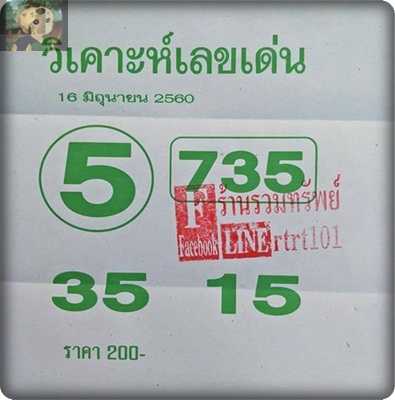 วิเคาะห์เลขเด่น
16 มิถุนายน 2560
5 735
F ร้านรวมทรัพย์
Facebook LINE rtrt101
35 15
ราคา 200-